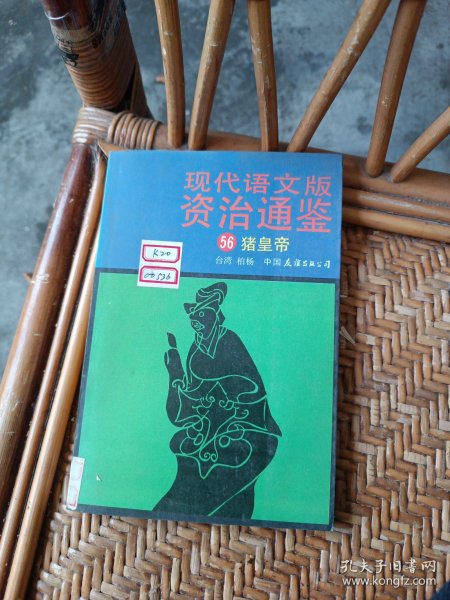 现代语文版
资治通鉴
56 猪皇帝
台湾 柏杨 中国友谊出版公司
K20
孔夫子旧书网
www.kongfz.com